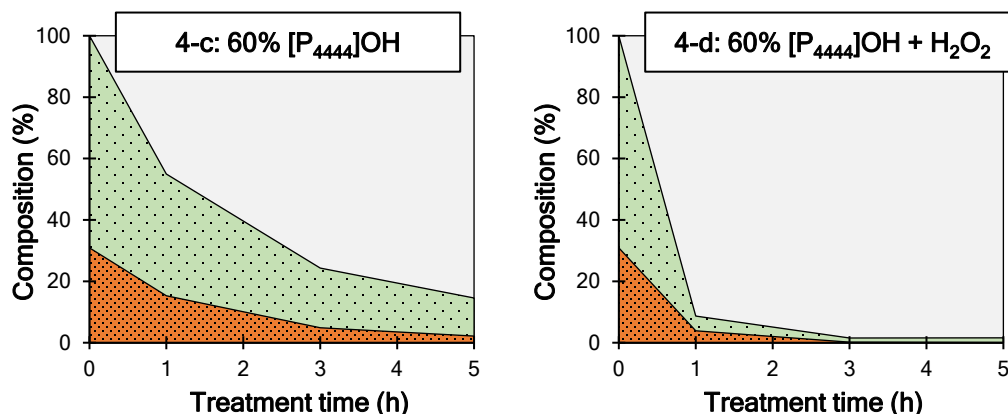 4-c: 60% [P₄₄₄₄]OH
Composition (%)
100
80
60
40
20
0
0 1 2 3 4 5
Treatment time (h)
4-d: 60% [P₄₄₄₄]OH + H₂O₂
Composition (%)
100
80
60
40
20
0
0 1 2 3 4 5
Treatment time (h)